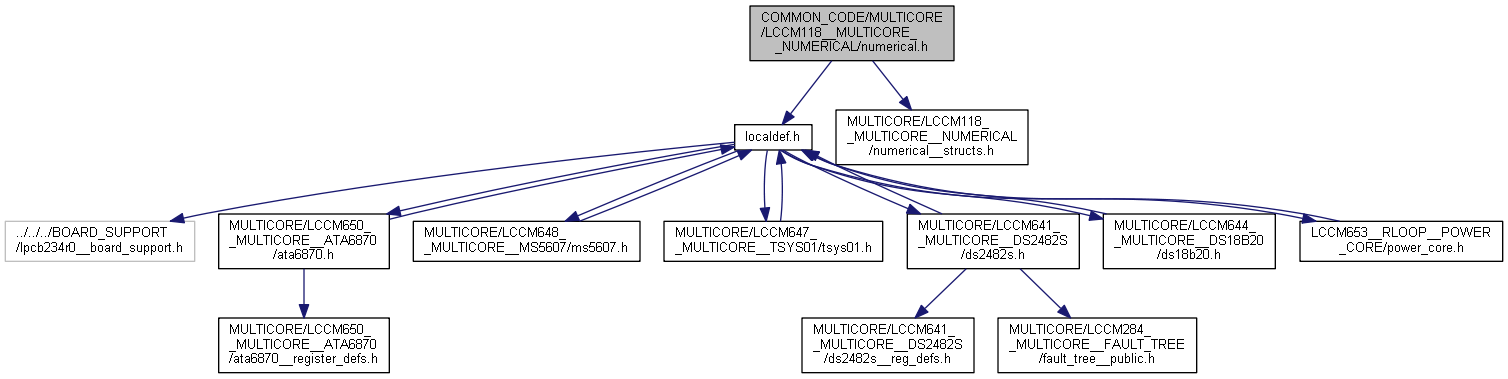 COMMON_CODE/MULTICORE
/LCCM118__MULTICORE_
_NUMERICAL/numerical.h
localdef.h
MULTICORE/LCCM118_
_MULTICORE__NUMERICAL
/numerical__structs.h
../../../BOARD_SUPPORT
/lpcb234r0__board_support.h
MULTICORE/LCCM650_
_MULTICORE__ATA6870
/ata6870.h
MULTICORE/LCCM648_
_MULTICORE__MS5607/ms5607.h
MULTICORE/LCCM647_
_MULTICORE__TSYS01/tsys01.h
MULTICORE/LCCM641_
_MULTICORE__DS2482S
/ds2482s.h
MULTICORE/LCCM644_
_MULTICORE__DS18B20
/ds18b20.h
LCCM653__RLOOP__POWER
_CORE/power_core.h
MULTICORE/LCCM650_
_MULTICORE__ATA6870
/ata6870__register_defs.h
MULTICORE/LCCM641_
_MULTICORE__DS2482S
/ds2482s__reg_defs.h
MULTICORE/LCCM284_
_MULTICORE__FAULT_TREE
/fault_tree__public.h